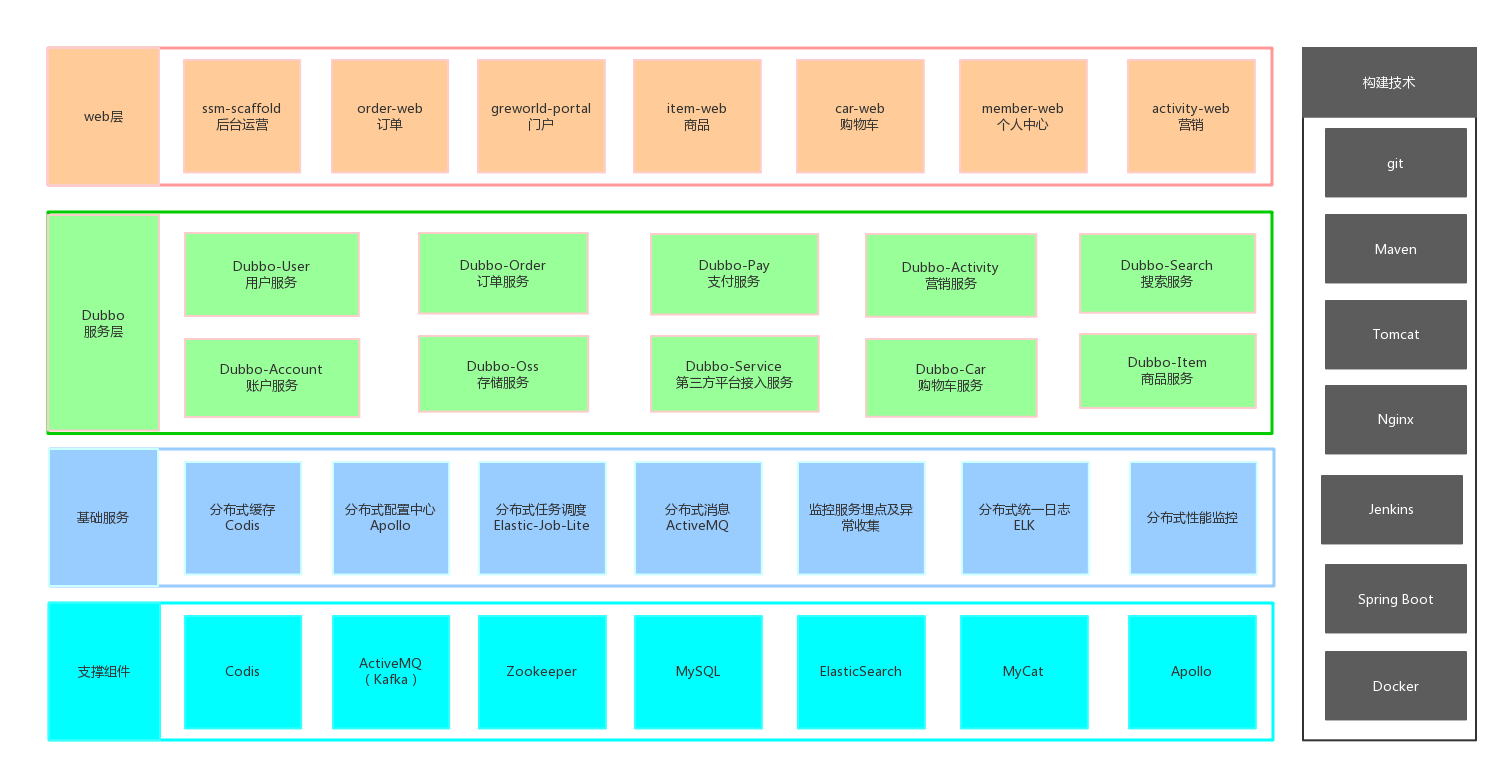 web层
ssm-scaffold
后台运营
order-web
订单
greworld-portal
门户
item-web
商品
car-web
购物车
member-web
个人中心
activity-web
营销
Dubbo
服务层
Dubbo-User
用户服务
Dubbo-Order
订单服务
Dubbo-Pay
支付服务
Dubbo-Activity
营销服务
Dubbo-Search
搜索服务
Dubbo-Account
账户服务
Dubbo-Oss
存储服务
Dubbo-Service
第三方平台接入服务
Dubbo-Car
购物车服务
Dubbo-Item
商品服务
基础服务
分布式缓存
Codis
分布式配置中心
Apollo
分布式任务调度
Elastic-Job-Lite
分布式消息
ActiveMQ
监控服务埋点及异
常收集
分布式统一日志
ELK
分布式性能监控
支撑组件
Codis
ActiveMQ
（Kafka）
Zookeeper
MySQL
ElasticSearch
MyCat
Apollo
构建技术
git
Maven
Tomcat
Nginx
Jenkins
Spring Boot
Docker